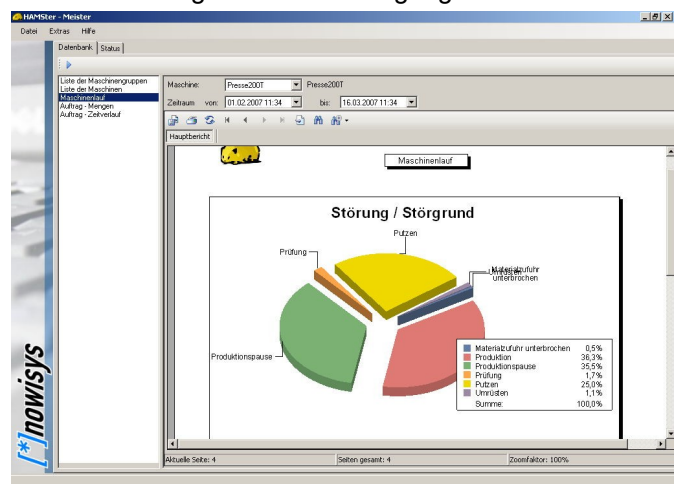 HAMSter - Meister
Datei Extras Hilfe
Datenbank Status
Liste der Maschinengruppen
Liste der Maschinen
Maschinenlauf
Auftrag - Mengen
Auftrag - Zeitverlauf
Maschine: Presse200T Presse200T
Zeitraum von: 01.02.2007 11:34 bis: 16.03.2007 11:34
Hauptbericht
Maschinenlauf
Störung / Störgrund
Putzen
Prüfung
Materialzufuhr
Umrüsten
unterbrochen
Produktionspause
Materialzufuhr unterbrochen 0,5%
Produktion 36,3%
Produktionspause 35,5%
Prüfung 1,7%
Putzen 25,0%
Umrüsten 1,1%
Summe: 100,0%
[*]nowisys
Aktuelle Seite: 4 Seiten gesamt: 4 Zoomfaktor: 100%